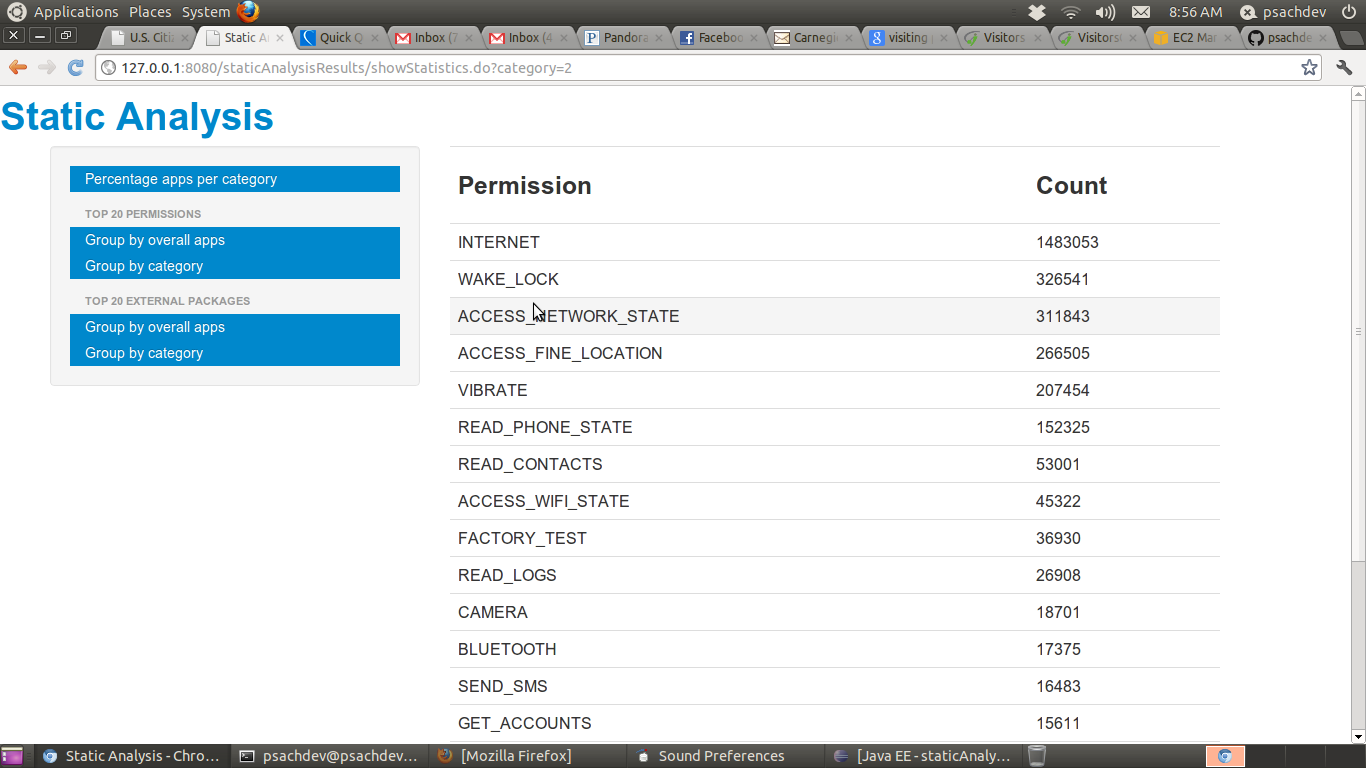 Applications Places System 8:56 AM psachdev
U.S. Citi Static A Quick Q Inbox (7 Inbox (4 Pandora Faceboo Carnegi visiting Visitors Visitors EC2 Mar psachde
127.0.0.1:8080/staticAnalysisResults/showStatistics.do?category=2
Static Analysis
Percentage apps per category
TOP 20 PERMISSIONS
Group by overall apps
Group by category
TOP 20 EXTERNAL PACKAGES
Group by overall apps
Group by category
Permission Count
INTERNET 1483053
WAKE_LOCK 326541
ACCESS_NETWORK_STATE 311843
ACCESS_FINE_LOCATION 266505
VIBRATE 207454
READ_PHONE_STATE 152325
READ_CONTACTS 53001
ACCESS_WIFI_STATE 45322
FACTORY_TEST 36930
READ_LOGS 26908
CAMERA 18701
BLUETOOTH 17375
SEND_SMS 16483
GET_ACCOUNTS 15611
Static Analysis - Chro... psachdev@psachdev... [Mozilla Firefox] Sound Preferences [Java EE - staticAnaly...